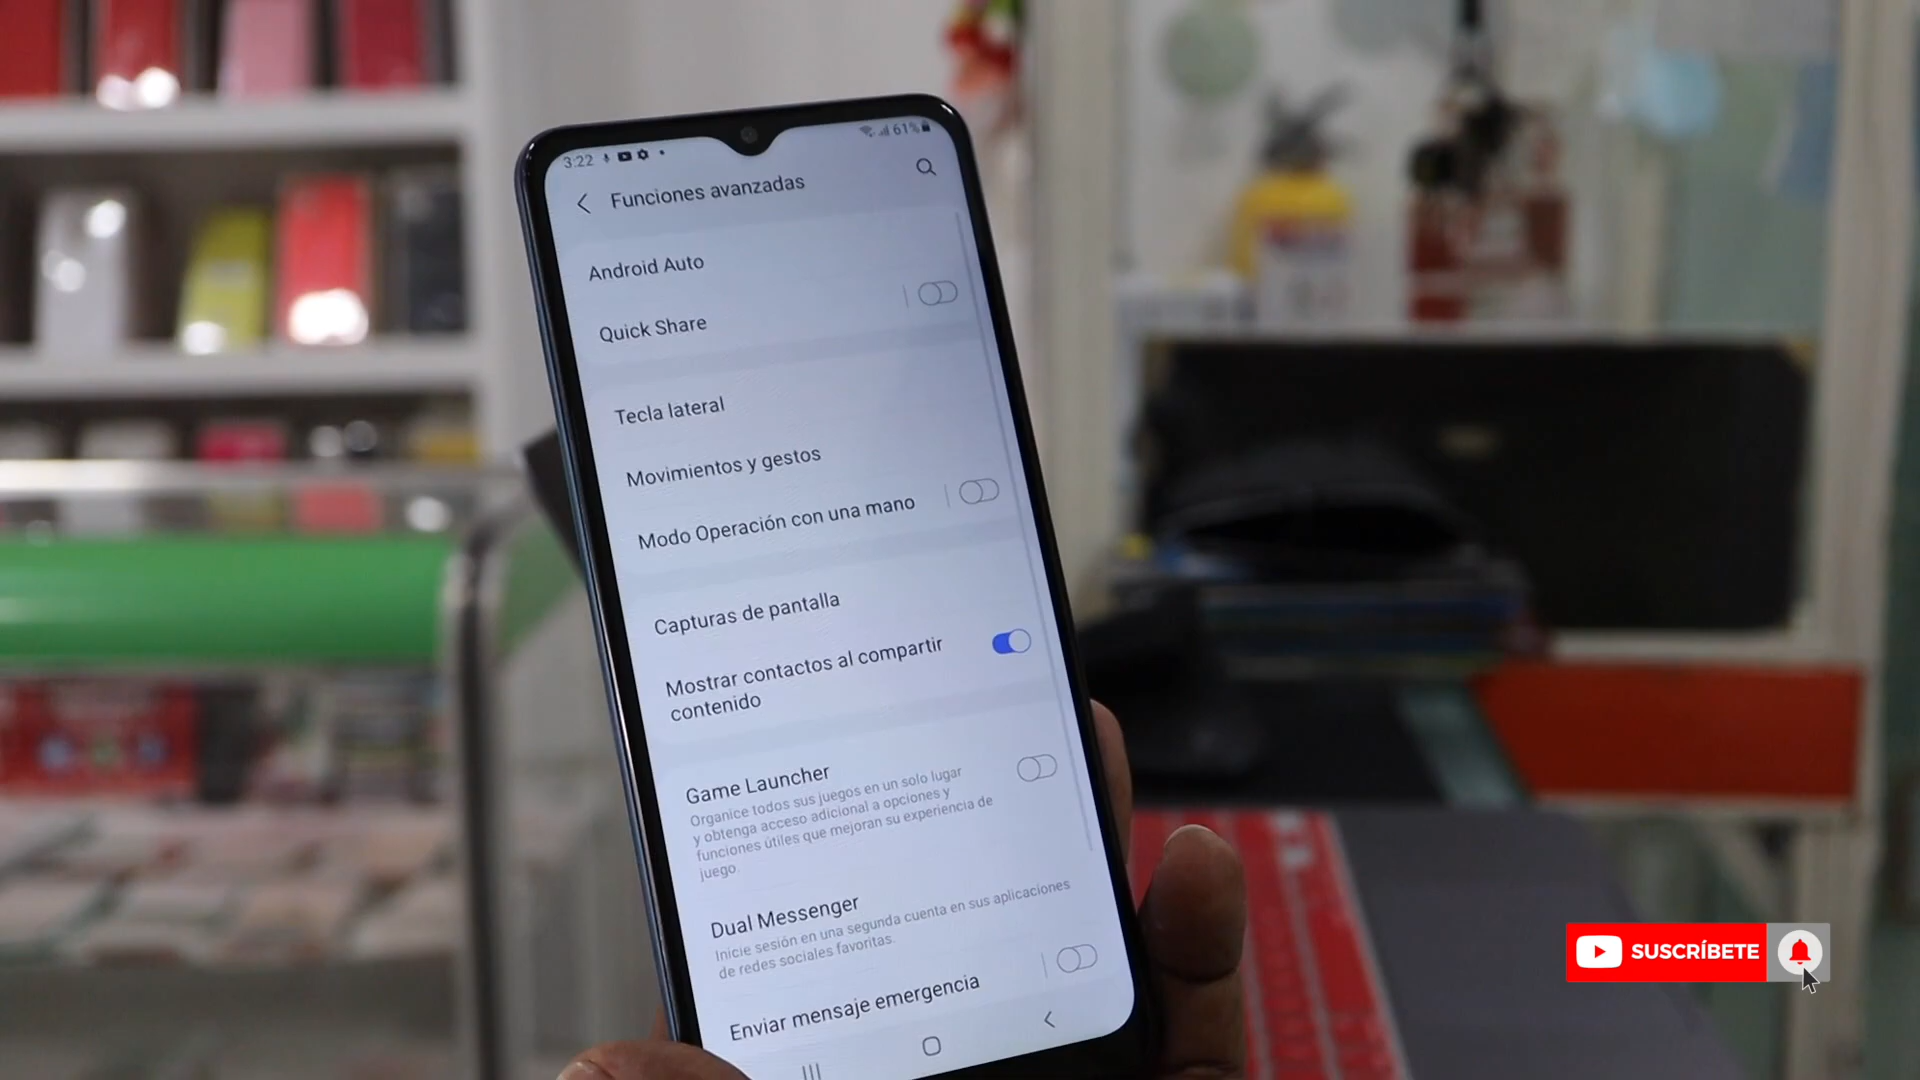 3:22
61%
Funciones avanzadas
Android Auto
Quick Share
Tecla lateral
Movimientos y gestos
Modo Operación con una mano
Capturas de pantalla
Mostrar contactos al compartir
contenido
Game Launcher
Organice todos sus juegos en un solo lugar
y obtenga acceso adicional a opciones y
funciones útiles que mejoran su experiencia de
juego.
Dual Messenger
Inicie sesión en una segunda cuenta en sus aplicaciones
de redes sociales favoritas.
Enviar mensaje emergencia
SUSCRÍBETE